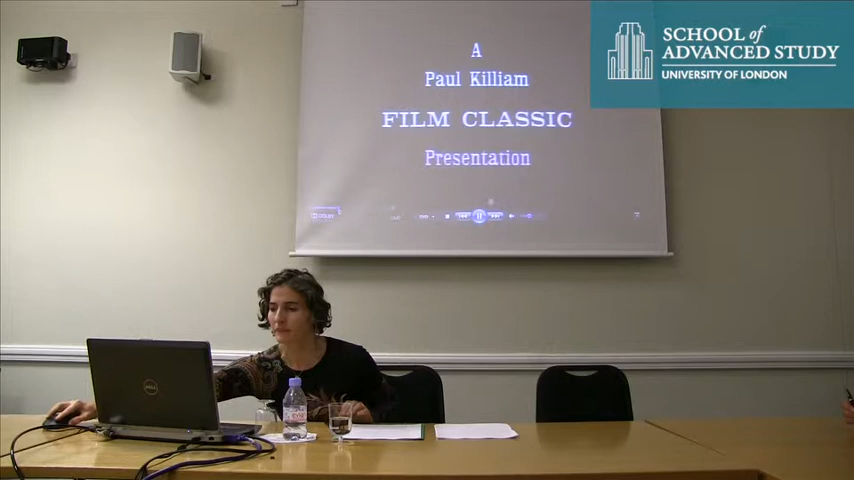 A
Paul Killiam
FILM CLASSIC
Presentation
SCHOOL of
ADVANCED STUDY
UNIVERSITY OF LONDON
DELL